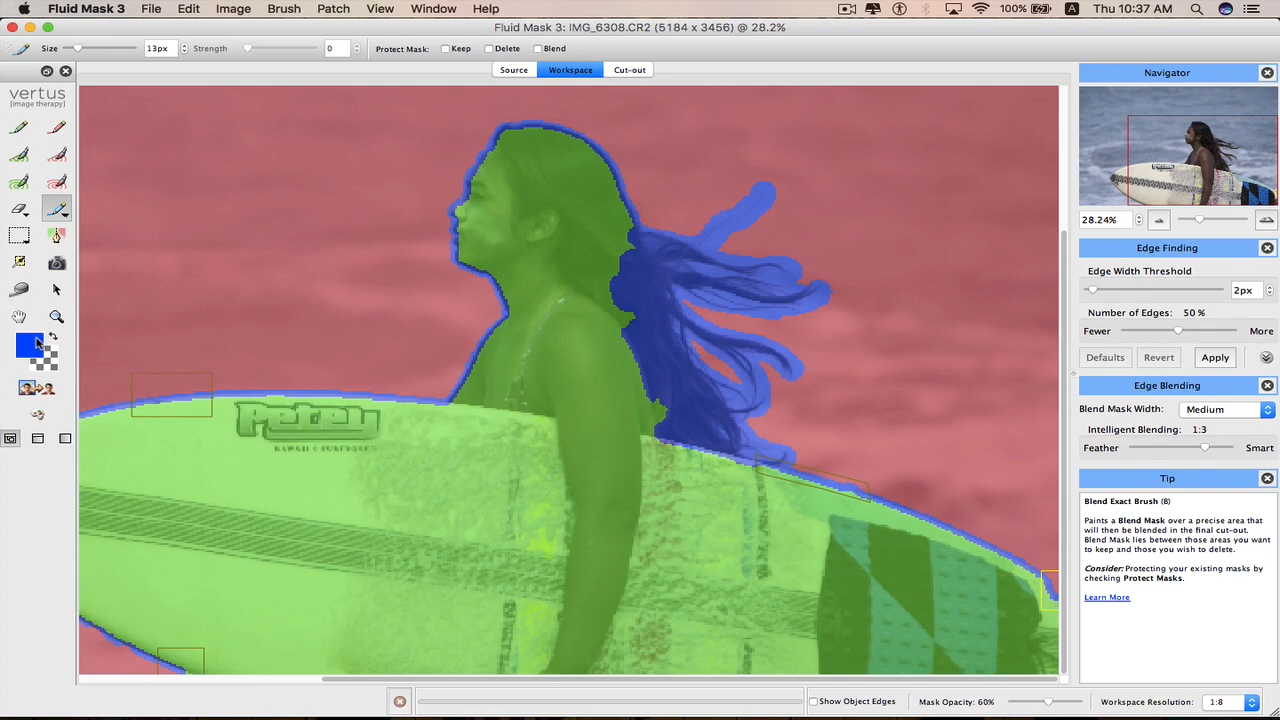 Fluid Mask 3 File Edit Image Brush Patch View Window Help 100% A Thu 10:37 AM
Fluid Mask 3: IMG_6308.CR2 (5184 x 3456) @ 28.2%
Size 13px Strength 0 Protect Mask: Keep Delete Blend
Source Workspace Cut-out
vertus
[image therapy]
Petey
Navigator
28.24%
Edge Finding
Edge Width Threshold
2px
Number of Edges: 50 %
Fewer More
Defaults Revert Apply
Edge Blending
Blend Mask Width: Medium
Intelligent Blending: 1:3
Feather Smart
Tip
Blend Exact Brush (B)
Paints a Blend Mask over a precise area that
will then be blended in the final cut-out.
Blend Mask lies between those areas you want
to keep and those you wish to delete.
Consider: Protecting your existing masks by
checking Protect Masks.
Learn More
Show Object Edges Mask Opacity: 60% Workspace Resolution: 1:8